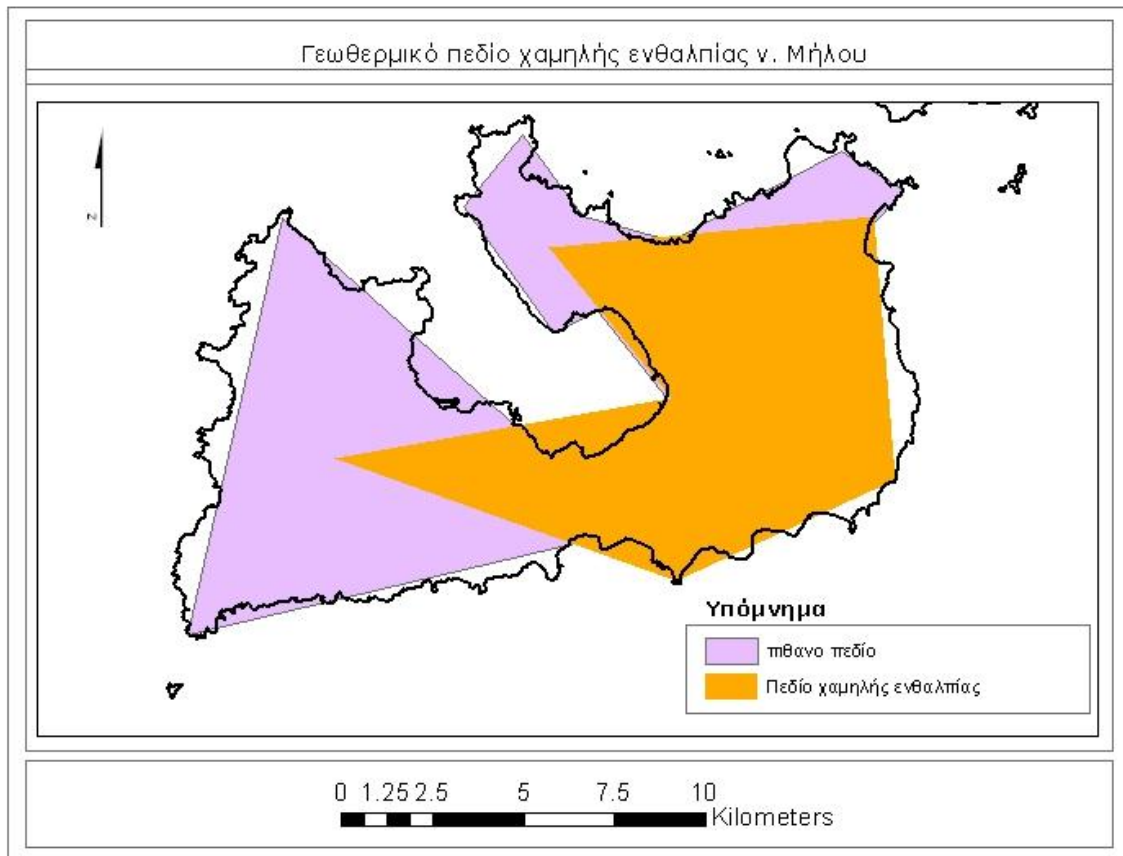 Γεωθερμικό πεδίο χαμηλής ενθαλπίας ν. Μήλου
z
Υπόμνημα
πιθανο πεδίο
Πεδίο χαμηλής ενθαλπίας
0 1.25 2.5 5 7.5 10
Kilometers